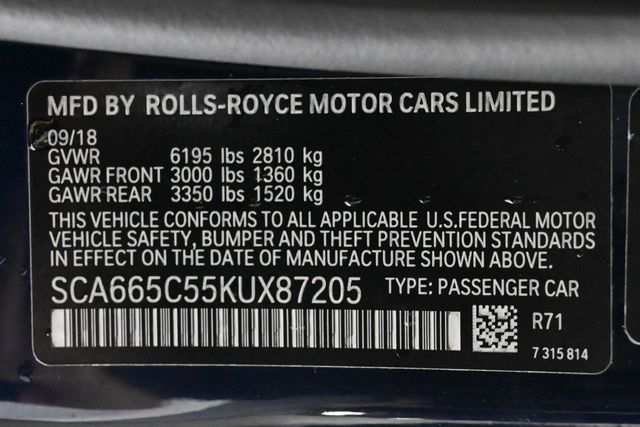 MFD BY ROLLS-ROYCE MOTOR CARS LIMITED
09/18
GVWR 6195 lbs 2810 kg
GAWR FRONT 3000 lbs 1360 kg
GAWR REAR 3350 lbs 1520 kg
THIS VEHICLE CONFORMS TO ALL APPLICABLE U.S.FEDERAL MOTOR
VEHICLE SAFETY, BUMPER AND THEFT PREVENTION STANDARDS
IN EFFECT ON THE DATE OF MANUFACTURE SHOWN ABOVE.
SCA665C55KUX87205 TYPE: PASSENGER CAR
R71
7 315 814